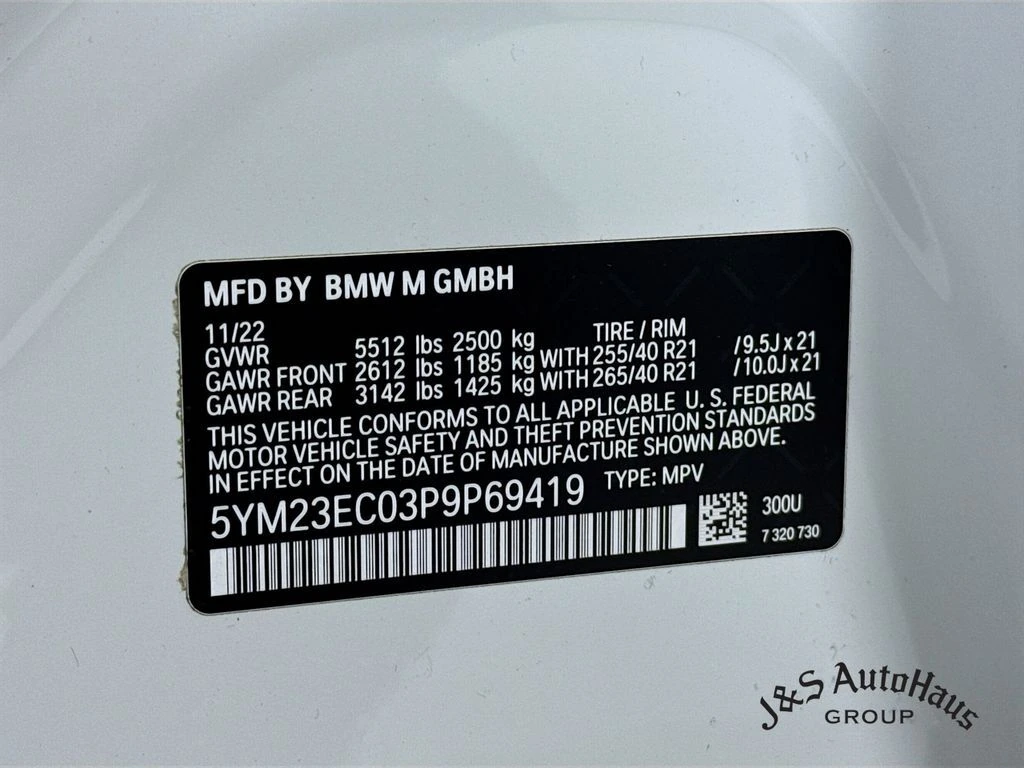 MFD BY BMW M GMBH
11/22 TIRE / RIM
GVWR 5512 lbs 2500 kg
GAWR FRONT 2612 lbs 1185 kg WITH 255/40 R21 /9.5J x 21
GAWR REAR 3142 lbs 1425 kg WITH 265/40 R21 /10.0J x 21
THIS VEHICLE CONFORMS TO ALL APPLICABLE U. S. FEDERAL
MOTOR VEHICLE SAFETY AND THEFT PREVENTION STANDARDS
IN EFFECT ON THE DATE OF MANUFACTURE SHOWN ABOVE.
5YM23EC03P9P69419 TYPE: MPV
300U
7 320 730
J&S AutoHaus
GROUP